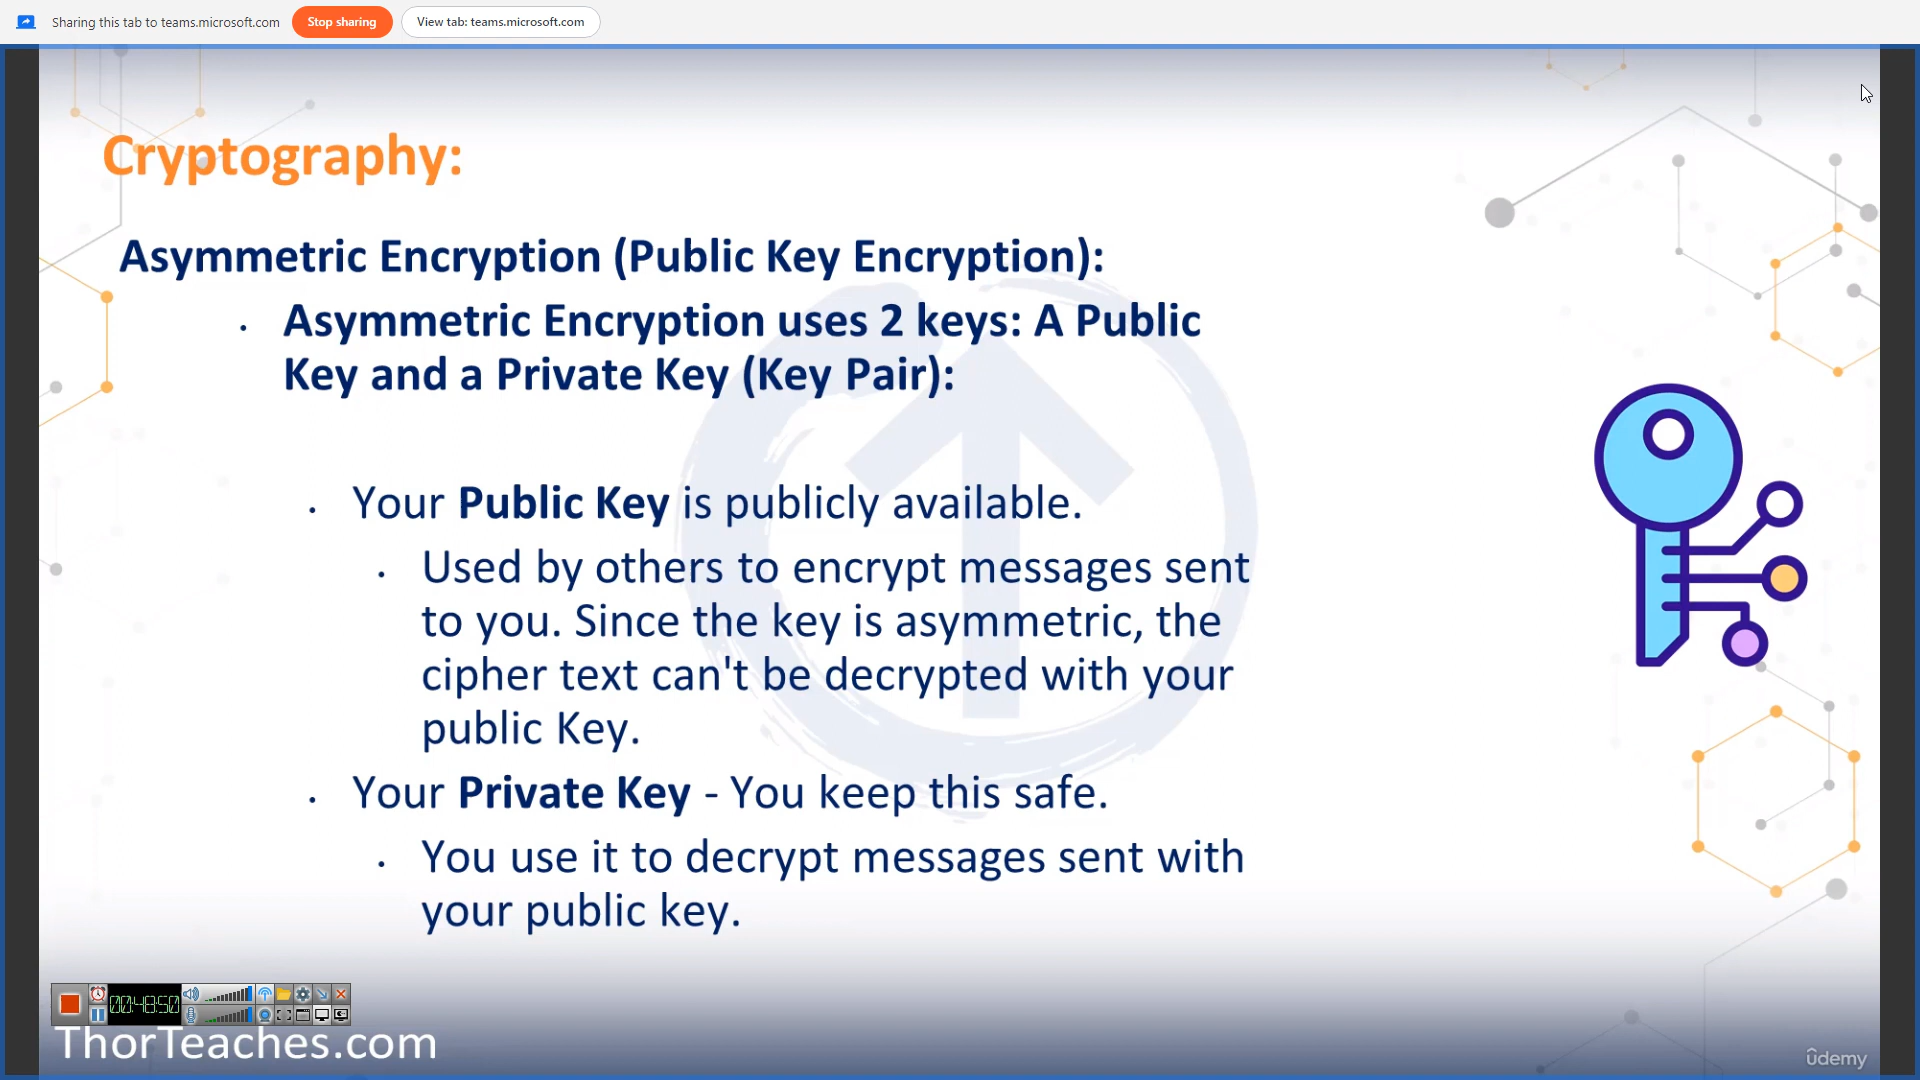 Sharing this tab to teams.microsoft.com
Stop sharing
View tab: teams.microsoft.com
Cryptography:
Asymmetric Encryption (Public Key Encryption):
• Asymmetric Encryption uses 2 keys: A Public
Key and a Private Key (Key Pair):
• Your Public Key is publicly available.
• Used by others to encrypt messages sent
to you. Since the key is asymmetric, the
cipher text can't be decrypted with your
public Key.
• Your Private Key - You keep this safe.
• You use it to decrypt messages sent with
your public key.
00:48:50
ThorTeaches.com
ûdemy